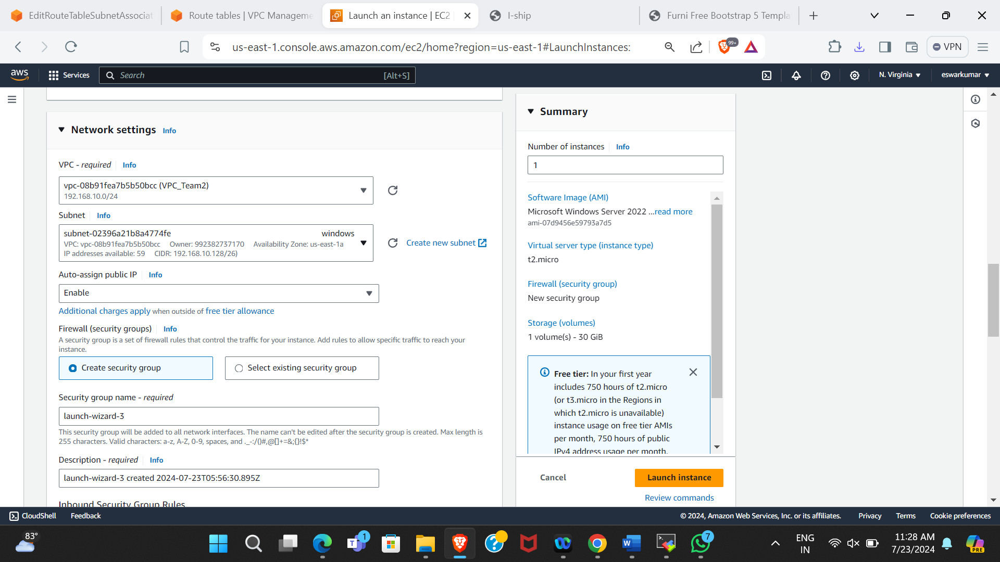 EditRouteTableSubnetAssociat
Route tables | VPC Manageme
Launch an instance | EC2
I-ship
Furni Free Bootstrap 5 Templa
us-east-1.console.aws.amazon.com/ec2/home?region=us-east-1#LaunchInstances:
99+
VPN
aws
Services
Search
[Alt+S]
N. Virginia
eswarkumar
Network settings Info
VPC - required Info
vpc-08b91fea7b5b50bcc (VPC_Team2)
192.168.10.0/24
Subnet Info
subnet-02396a21b8a4774fe windows
VPC: vpc-08b91fea7b5b50bcc Owner: 992382737170 Availability Zone: us-east-1a
IP addresses available: 59 CIDR: 192.168.10.128/26)
Create new subnet
Auto-assign public IP Info
Enable
Additional charges apply when outside of free tier allowance
Firewall (security groups) Info
A security group is a set of firewall rules that control the traffic for your instance. Add rules to allow specific traffic to reach your
instance.
Create security group
Select existing security group
Security group name - required
launch-wizard-3
This security group will be added to all network interfaces. The name can't be edited after the security group is created. Max length is
255 characters. Valid characters: a-z, A-Z, 0-9, spaces, and ._-:/()#,@[]+=&;{}!$*
Description - required Info
launch-wizard-3 created 2024-07-23T05:56:30.895Z
Inbound Security Group Rules
Summary
Number of instances Info
1
Software Image (AMI)
Microsoft Windows Server 2022 ...read more
ami-07d9456e59793a7d5
Virtual server type (instance type)
t2.micro
Firewall (security group)
New security group
Storage (volumes)
1 volume(s) - 30 GiB
Free tier: In your first year
includes 750 hours of t2.micro
(or t3.micro in the Regions in
which t2.micro is unavailable)
instance usage on free tier AMIs
per month, 750 hours of public
IPv4 address usage per month,
Cancel
Launch instance
Review commands
CloudShell
Feedback
© 2024, Amazon Web Services, Inc. or its affiliates.
Privacy
Terms
Cookie preferences
83°
1
7
ENG
IN
11:28 AM
7/23/2024
PRE